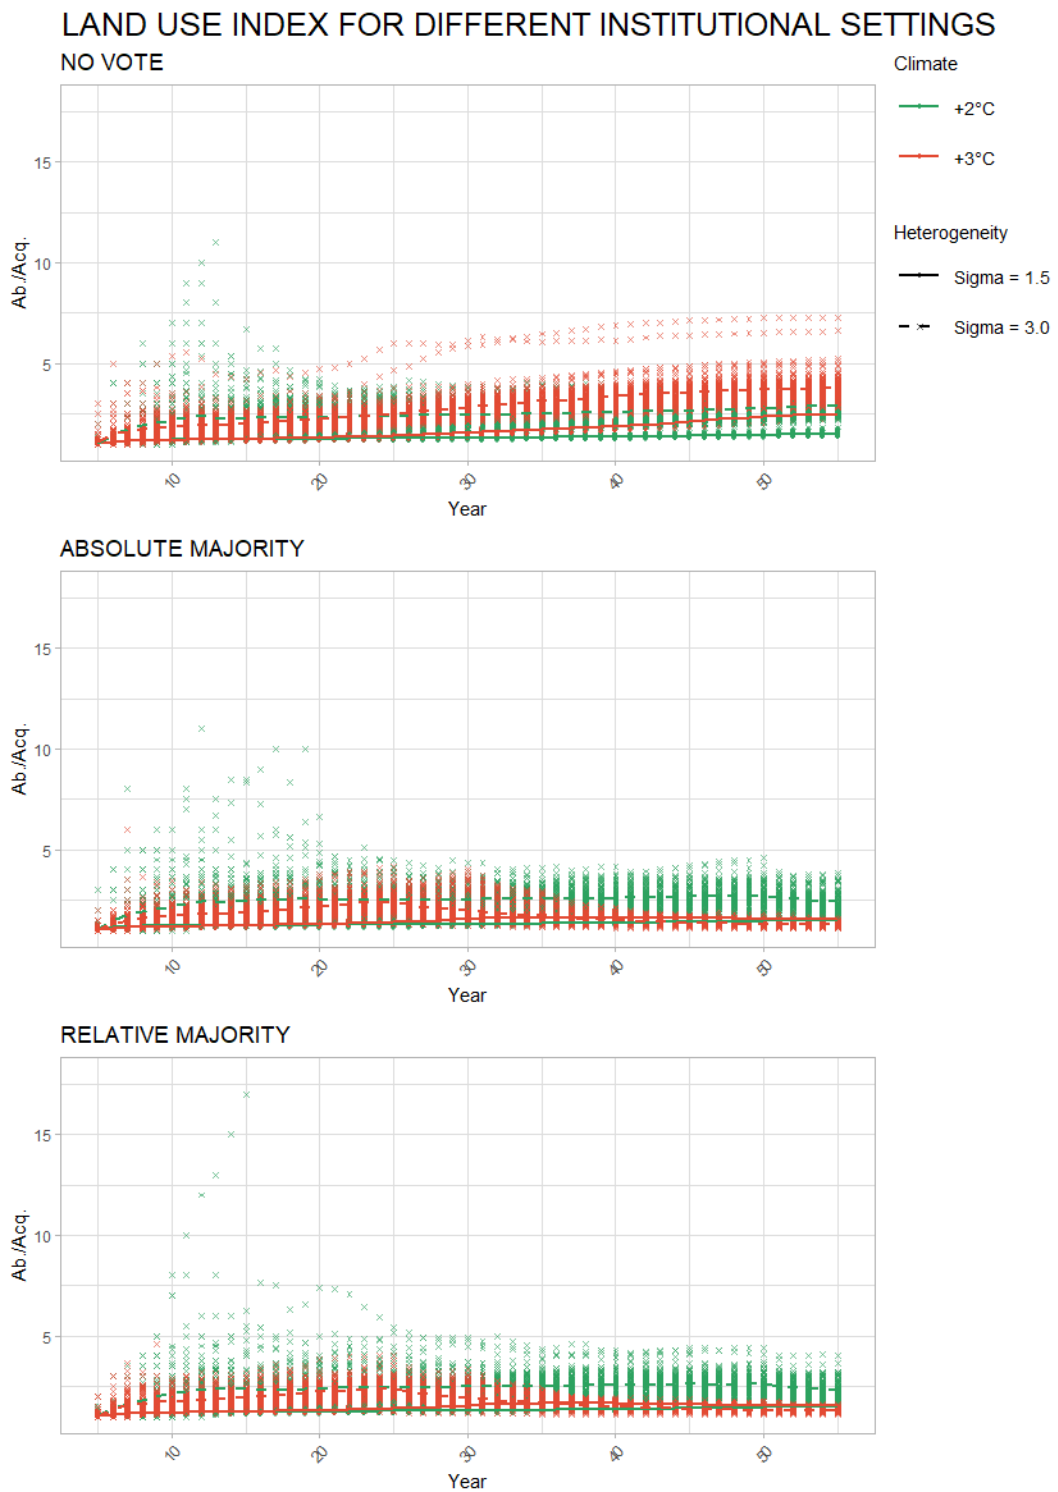 LAND USE INDEX FOR DIFFERENT INSTITUTIONAL SETTINGS
NO VOTE
Climate
+2°C
+3°C
Heterogeneity
Sigma = 1.5
Sigma = 3.0
Ab./Acq.
15
10
5
10 20 30 40 50
Year
ABSOLUTE MAJORITY
Ab./Acq.
15
10
5
10 20 30 40 50
Year
RELATIVE MAJORITY
Ab./Acq.
15
10
5
10 20 30 40 50
Year